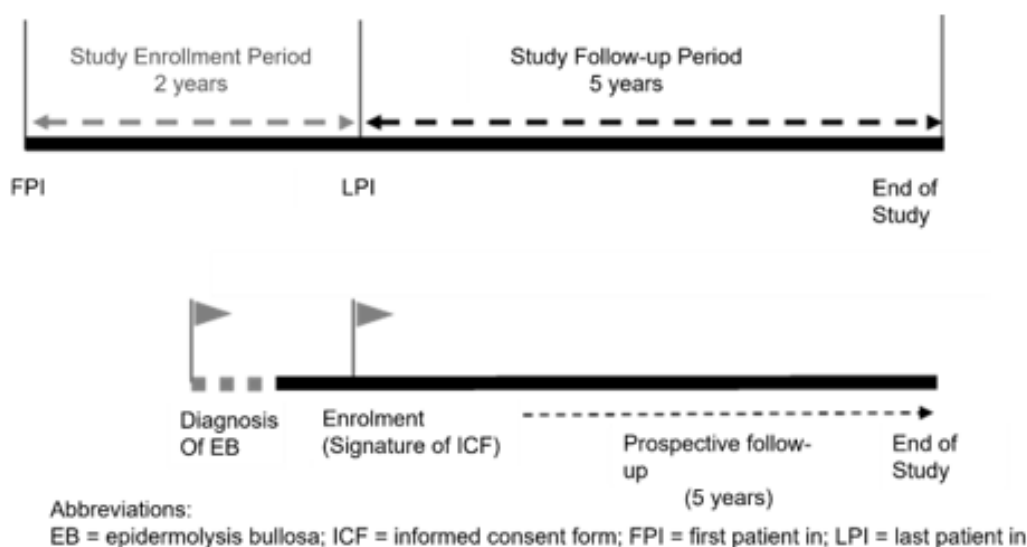 Study Enrollment Period
2 years
Study Follow-up Period
5 years
FPI
LPI
End of
Study
Diagnosis
Of EB
Enrolment
(Signature of ICF)
Prospective follow-
up
(5 years)
End of
Study
Abbreviations:
EB = epidermolysis bullosa; ICF = informed consent form; FPI = first patient in; LPI = last patient in